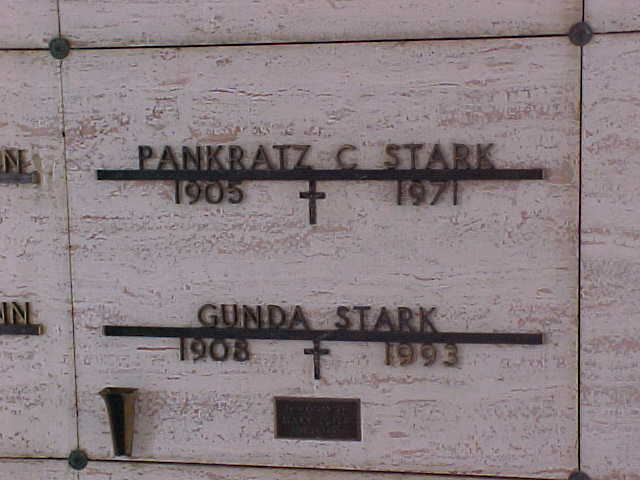 PANKRATZ C STARK
1905 1971
GUNDA STARK
1908 1993